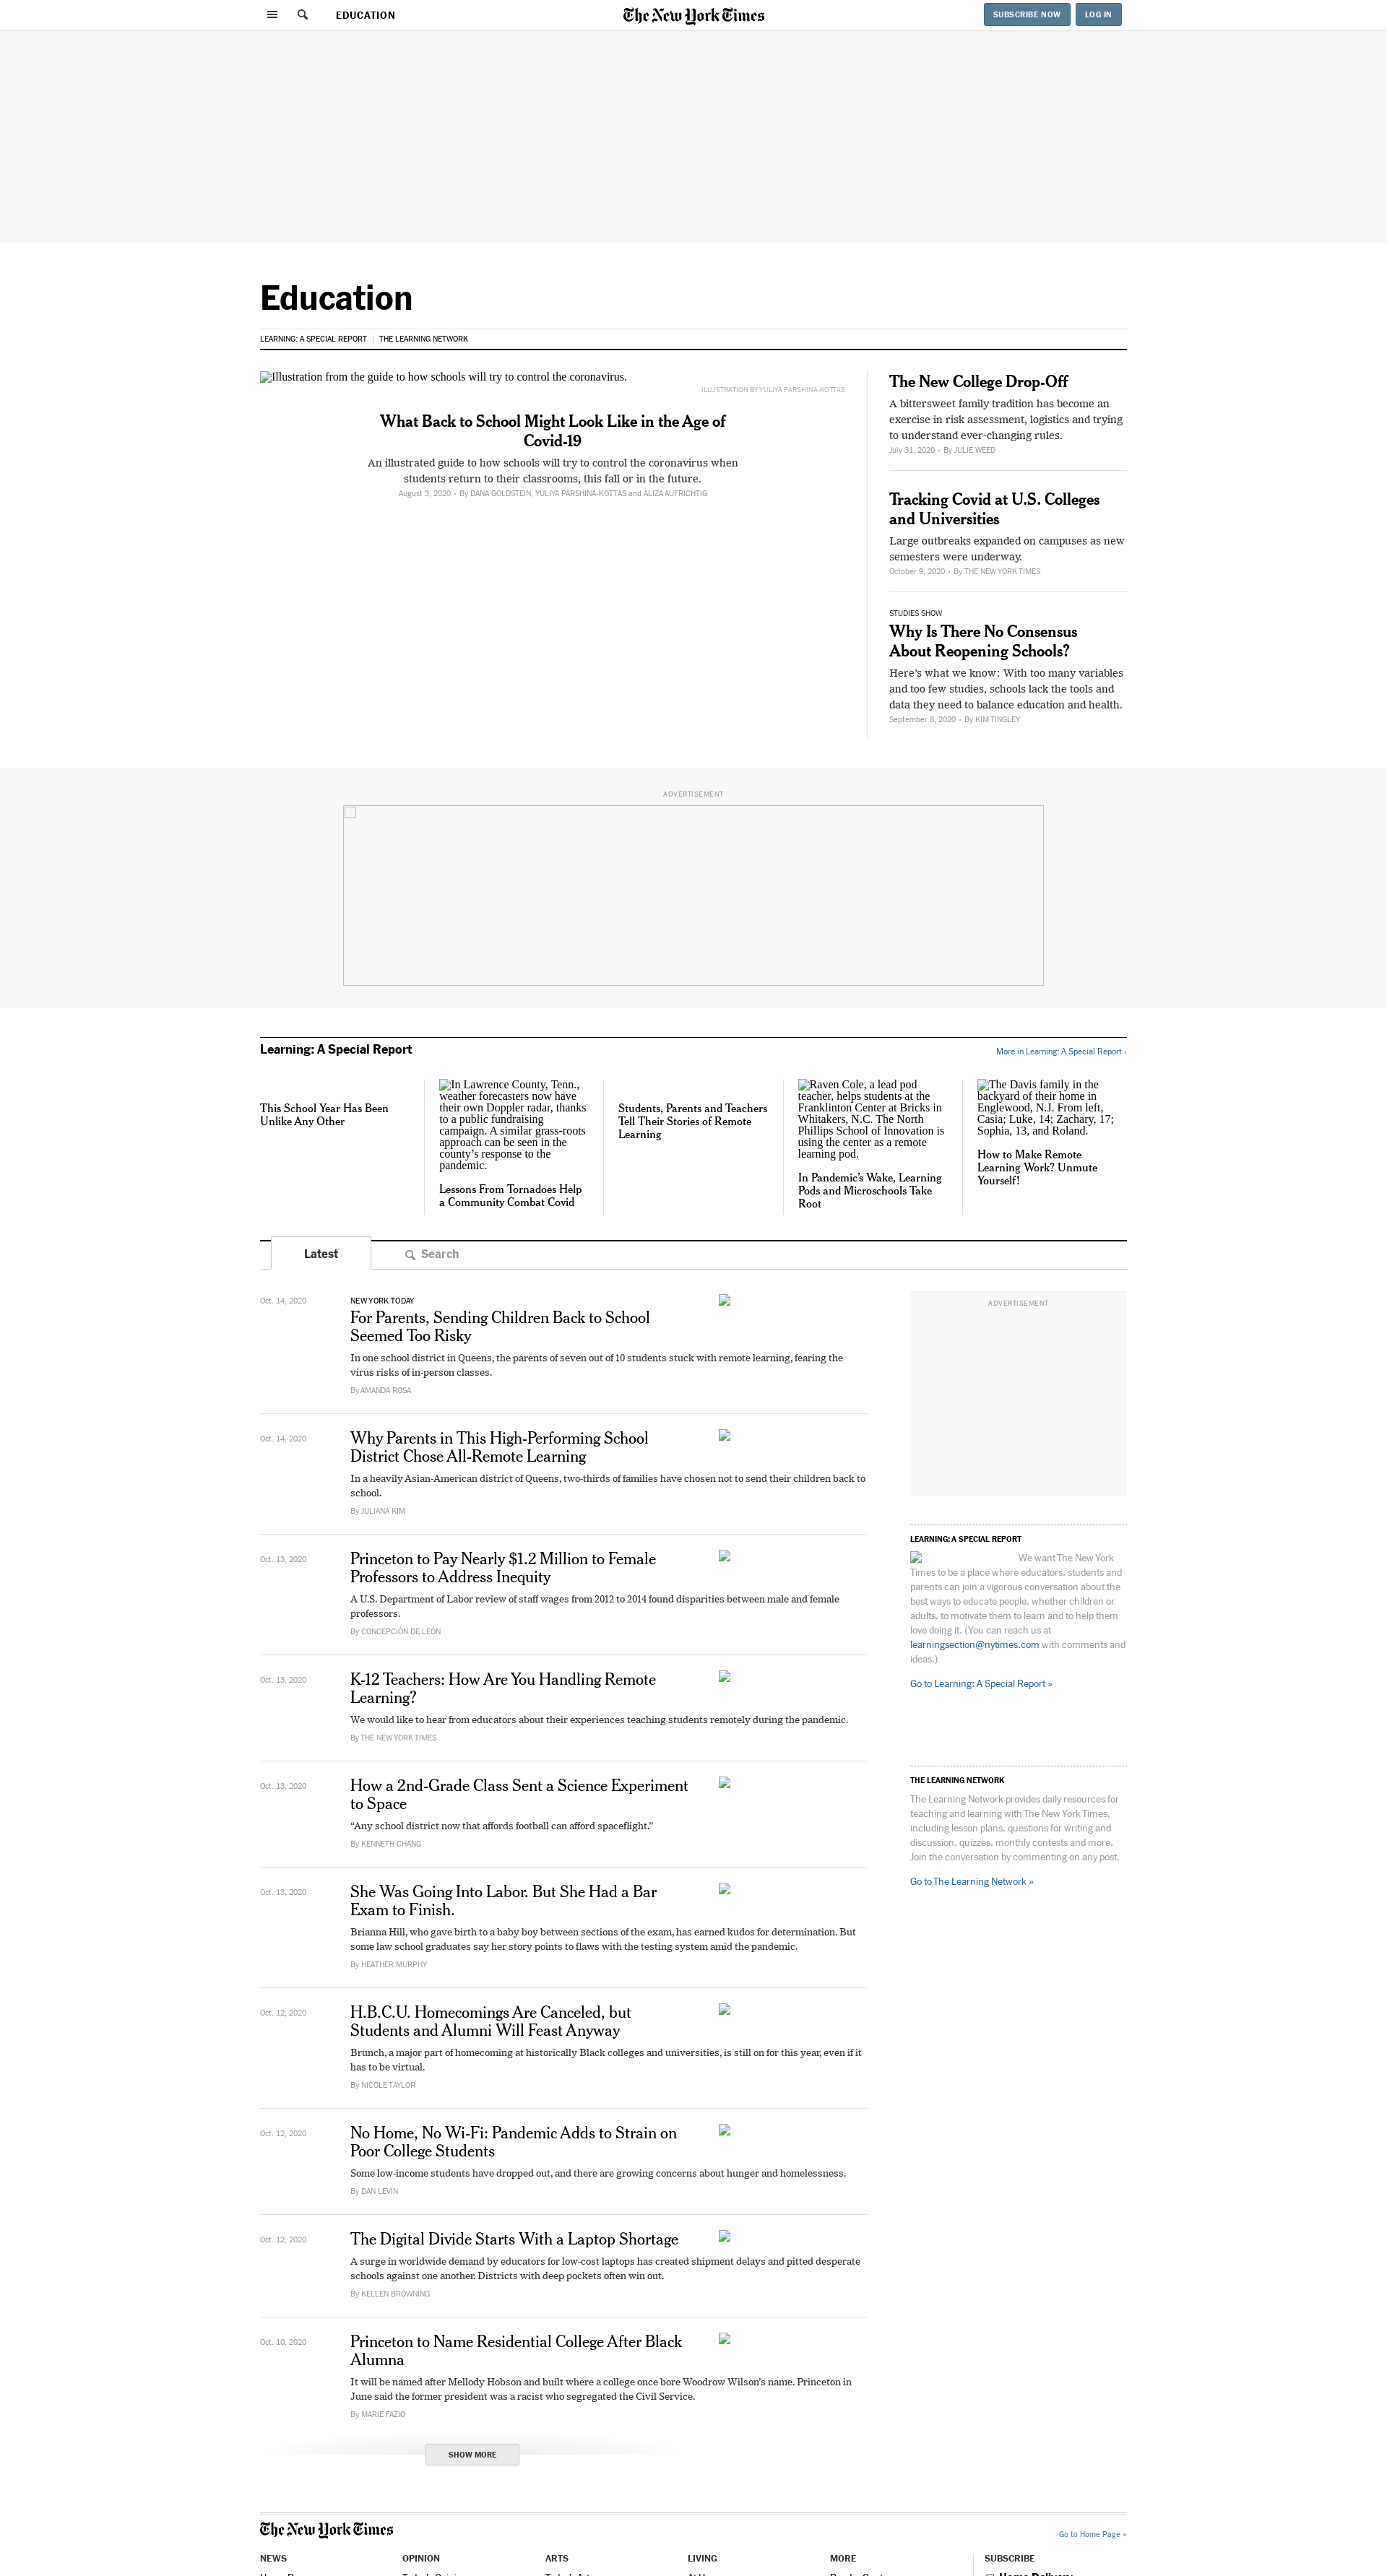 EDUCATION
The New York Times
SUBSCRIBE NOW
LOG IN
Education
LEARNING: A SPECIAL REPORT | THE LEARNING NETWORK
Illustration from the guide to how schools will try to control the coronavirus.
ILLUSTRATION BY YULIYA PARSHINA-KOTTAS
What Back to School Might Look Like in the Age of
Covid-19
An illustrated guide to how schools will try to control the coronavirus when
students return to their classrooms, this fall or in the future.
August 3, 2020 • By DANA GOLDSTEIN, YULIYA PARSHINA-KOTTAS and ALIZA AUFRICHTIG
The New College Drop-Off
A bittersweet family tradition has become an
exercise in risk assessment, logistics and trying
to understand ever-changing rules.
July 31, 2020 • By JULIE WEED
Tracking Covid at U.S. Colleges
and Universities
Large outbreaks expanded on campuses as new
semesters were underway.
October 9, 2020 • By THE NEW YORK TIMES
STUDIES SHOW
Why Is There No Consensus
About Reopening Schools?
Here's what we know: With too many variables
and too few studies, schools lack the tools and
data they need to balance education and health.
September 8, 2020 • By KIM TINGLEY
ADVERTISEMENT
Learning: A Special Report
More in Learning: A Special Report ›
This School Year Has Been
Unlike Any Other
In Lawrence County, Tenn.,
weather forecasters now have
their own Doppler radar, thanks
to a public fundraising
campaign. A similar grass-roots
approach can be seen in the
county's response to the
pandemic.
Lessons From Tornadoes Help
a Community Combat Covid
Students, Parents and Teachers
Tell Their Stories of Remote
Learning
Raven Cole, a lead pod
teacher, helps students at the
Franklinton Center at Bricks in
Whitakers, N.C. The North
Phillips School of Innovation is
using the center as a remote
learning pod.
In Pandemic's Wake, Learning
Pods and Microschools Take
Root
The Davis family in the
backyard of their home in
Englewood, N.J. From left,
Casia; Luke, 14; Zachary, 17;
Sophia, 13, and Roland.
How to Make Remote
Learning Work? Unmute
Yourself!
Latest
Search
Oct. 14, 2020
NEW YORK TODAY
For Parents, Sending Children Back to School
Seemed Too Risky
In one school district in Queens, the parents of seven out of 10 students stuck with remote learning, fearing the
virus risks of in-person classes.
By AMANDA ROSA
Oct. 14, 2020
Why Parents in This High-Performing School
District Chose All-Remote Learning
In a heavily Asian-American district of Queens, two-thirds of families have chosen not to send their children back to
school.
By JULIANA KIM
Oct. 13, 2020
Princeton to Pay Nearly $1.2 Million to Female
Professors to Address Inequity
A U.S. Department of Labor review of staff wages from 2012 to 2014 found disparities between male and female
professors.
By CONCEPCIÓN DE LEÓN
Oct. 13, 2020
K-12 Teachers: How Are You Handling Remote
Learning?
We would like to hear from educators about their experiences teaching students remotely during the pandemic.
By THE NEW YORK TIMES
Oct. 13, 2020
How a 2nd-Grade Class Sent a Science Experiment
to Space
“Any school district now that affords football can afford spaceflight.”
By KENNETH CHANG
Oct. 13, 2020
She Was Going Into Labor. But She Had a Bar
Exam to Finish.
Brianna Hill, who gave birth to a baby boy between sections of the exam, has earned kudos for determination. But
some law school graduates say her story points to flaws with the testing system amid the pandemic.
By HEATHER MURPHY
Oct. 12, 2020
H.B.C.U. Homecomings Are Canceled, but
Students and Alumni Will Feast Anyway
Brunch, a major part of homecoming at historically Black colleges and universities, is still on for this year, even if it
has to be virtual.
By NICOLE TAYLOR
Oct. 12, 2020
No Home, No Wi-Fi: Pandemic Adds to Strain on
Poor College Students
Some low-income students have dropped out, and there are growing concerns about hunger and homelessness.
By DAN LEVIN
Oct. 12, 2020
The Digital Divide Starts With a Laptop Shortage
A surge in worldwide demand by educators for low-cost laptops has created shipment delays and pitted desperate
schools against one another. Districts with deep pockets often win out.
By KELLEN BROWNING
Oct. 10, 2020
Princeton to Name Residential College After Black
Alumna
It will be named after Mellody Hobson and built where a college once bore Woodrow Wilson's name. Princeton in
June said the former president was a racist who segregated the Civil Service.
By MARIE FAZIO
SHOW MORE
ADVERTISEMENT
LEARNING: A SPECIAL REPORT
We want The New York
Times to be a place where educators, students and
parents can join a vigorous conversation about the
best ways to educate people, whether children or
adults, to motivate them to learn and to help them
love doing it. (You can reach us at
learningsection@nytimes.com with comments and
ideas.)
Go to Learning: A Special Report »
THE LEARNING NETWORK
The Learning Network provides daily resources for
teaching and learning with The New York Times,
including lesson plans, questions for writing and
discussion, quizzes, monthly contests and more.
Join the conversation by commenting on any post.
Go to The Learning Network »
The New York Times
Go to Home Page »
NEWS
OPINION
ARTS
LIVING
MORE
SUBSCRIBE